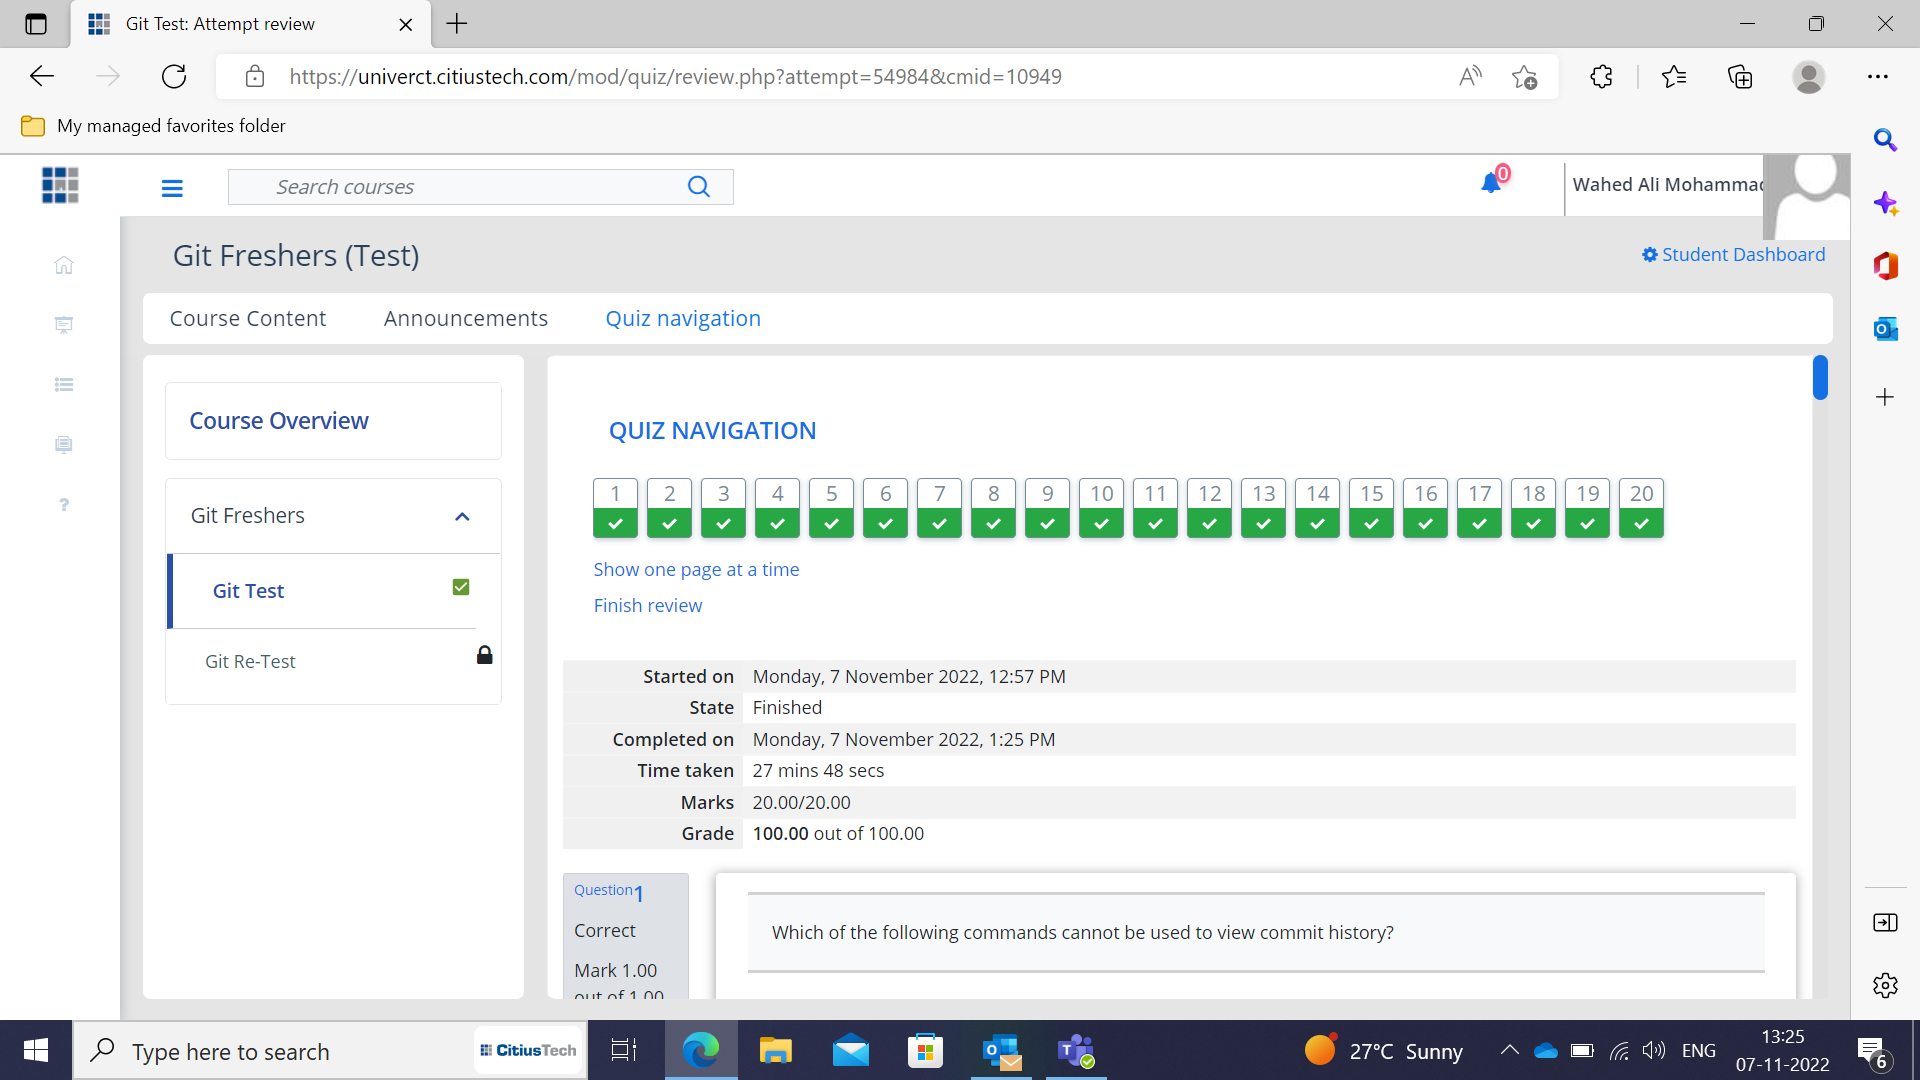 Git Test: Attempt review
https://univerct.citiustech.com/mod/quiz/review.php?attempt=54984&cmid=10949
My managed favorites folder
Search courses
0
Wahed Ali Mohammad
Git Freshers (Test)
Student Dashboard
Course Content Announcements Quiz navigation
Course Overview
Git Freshers
Git Test
Git Re-Test
QUIZ NAVIGATION
1 2 3 4 5 6 7 8 9 10 11 12 13 14 15 16 17 18 19 20
Show one page at a time
Finish review
Started on Monday, 7 November 2022, 12:57 PM
State Finished
Completed on Monday, 7 November 2022, 1:25 PM
Time taken 27 mins 48 secs
Marks 20.00/20.00
Grade 100.00 out of 100.00
Question 1
Correct
Mark 1.00
out of 1.00
Which of the following commands cannot be used to view commit history?
Type here to search
CitiusTech
27°C Sunny
ENG
13:25
07-11-2022
6